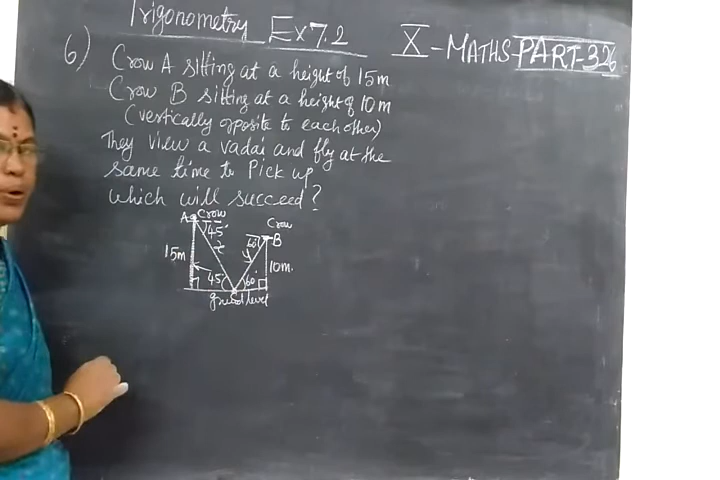 Trigonometry Ex 7.2
X - MATHS - PART - 326
6) Crow A sitting at a height of 15m
Crow B sitting at a height of 10m
(vertically opposite to each other)
They view a vadai and fly at the
same time to Pick up
which will succeed?
A Crow
Crow
45°
60°
B
15m
10m.
45°
60°
ground level